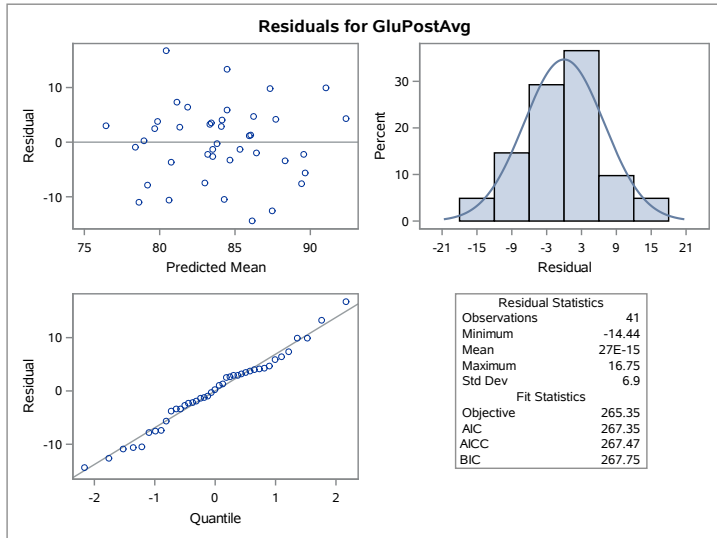 Residuals for GluPostAvg
Residual
10
0
-10
75 80 85 90
Predicted Mean
Percent
30
20
10
0
-21 -15 -9 -3 3 9 15 21
Residual
Residual
10
0
-10
-2 -1 0 1 2
Quantile
Residual Statistics
Observations 41
Minimum -14.44
Mean 27E-15
Maximum 16.75
Std Dev 6.9
Fit Statistics
Objective 265.35
AIC 267.35
AICC 267.47
BIC 267.75